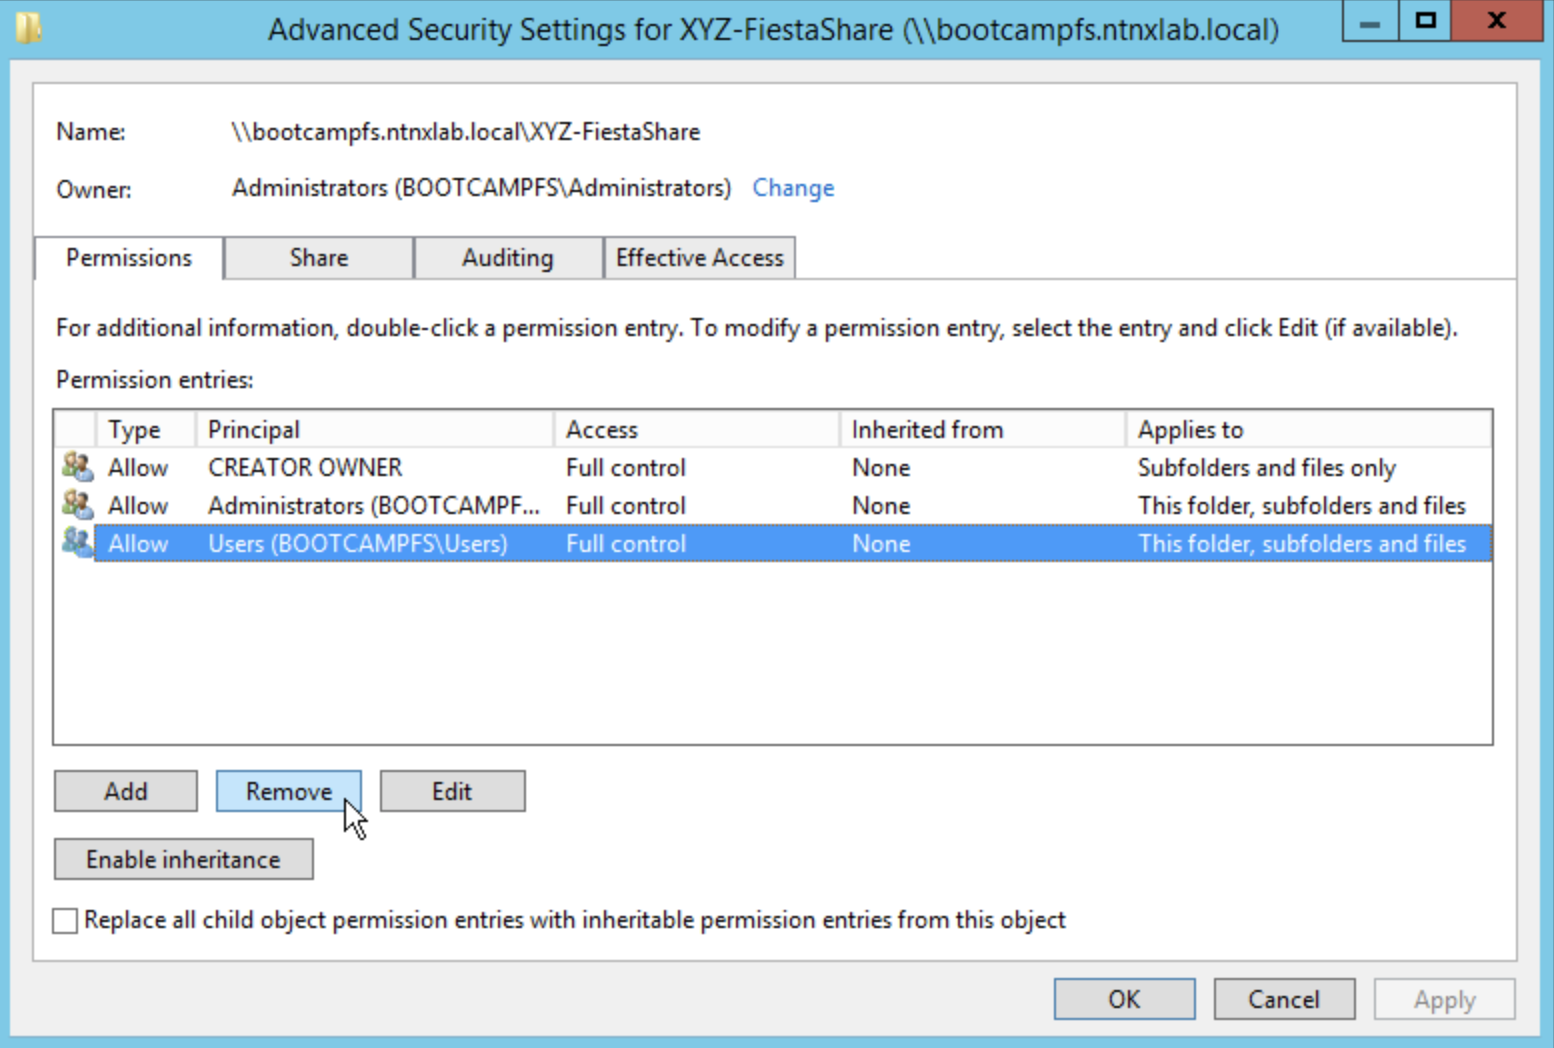 Advanced Security Settings for XYZ-FiestaShare (\\bootcampfs.ntnxlab.local)
Name: \\bootcampfs.ntnxlab.local\XYZ-FiestaShare
Owner: Administrators (BOOTCAMPFS\Administrators) Change
Permissions Share Auditing Effective Access
For additional information, double-click a permission entry. To modify a permission entry, select the entry and click Edit (if available).
Permission entries:
Type Principal Access Inherited from Applies to
Allow CREATOR OWNER Full control None Subfolders and files only
Allow Administrators (BOOTCAMPF... Full control None This folder, subfolders and files
Allow Users (BOOTCAMPFS\Users) Full control None This folder, subfolders and files
Add Remove Edit
Enable inheritance
Replace all child object permission entries with inheritable permission entries from this object
OK Cancel Apply